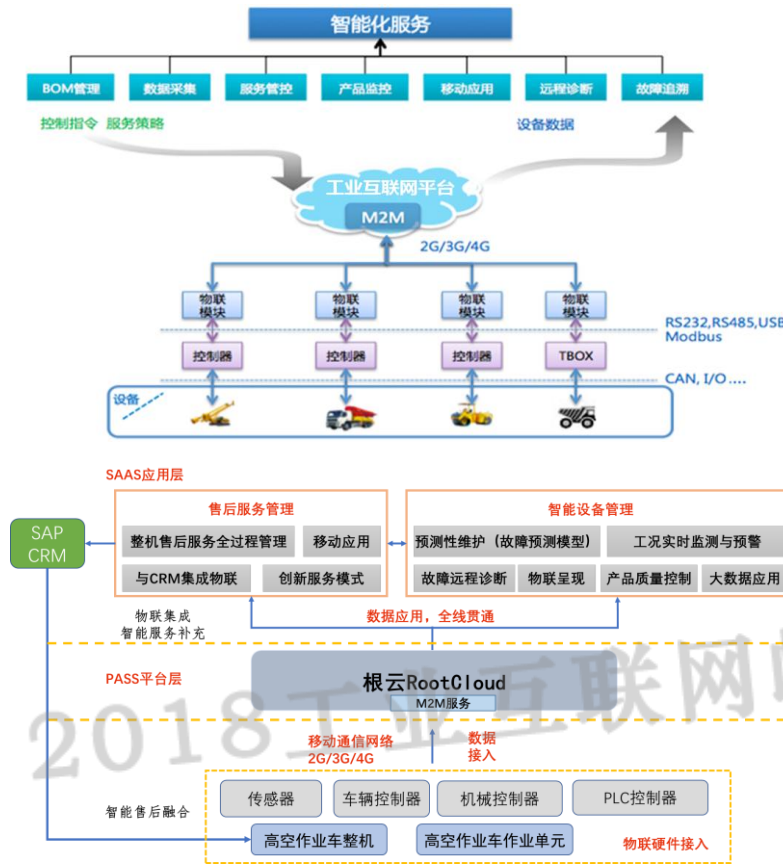 智能化服务
BOM管理 数据采集 服务管控 产品监控 移动应用 远程诊断 故障追溯
控制指令 服务策略 设备数据
工业互联网平台
M2M
2G/3G/4G
物联模块 物联模块 物联模块 物联模块
RS232,RS485,USB
Modbus
控制器 控制器 控制器 TBOX
CAN, I/O ....
设备
SAAS应用层
售后服务管理 智能设备管理
SAP
CRM
整机售后服务全过程管理 移动应用 预测性维护（故障预测模型） 工况实时监测与预警
与CRM集成物联 创新服务模式 故障远程诊断 物联呈现 产品质量控制 大数据应用
物联集成
智能服务补充
数据应用，全线贯通
PASS平台层
根云RootCloud
M2M服务
2018工业互联网
移动通信网络
2G/3G/4G
数据
接入
智能售后融合
传感器 车辆控制器 机械控制器 PLC控制器
高空作业车整机 高空作业车作业单元
物联硬件接入